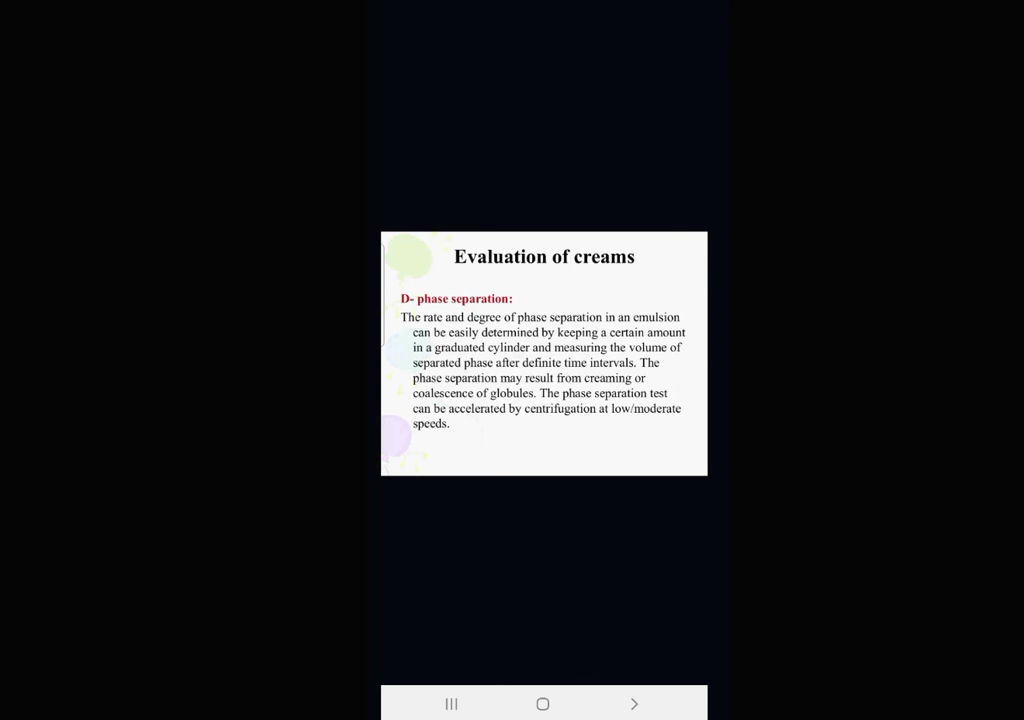 Evaluation of creams
D- phase separation:
The rate and degree of phase separation in an emulsion
can be easily determined by keeping a certain amount
in a graduated cylinder and measuring the volume of
separated phase after definite time intervals. The
phase separation may result from creaming or
coalescence of globules. The phase separation test
can be accelerated by centrifugation at low/moderate
speeds.